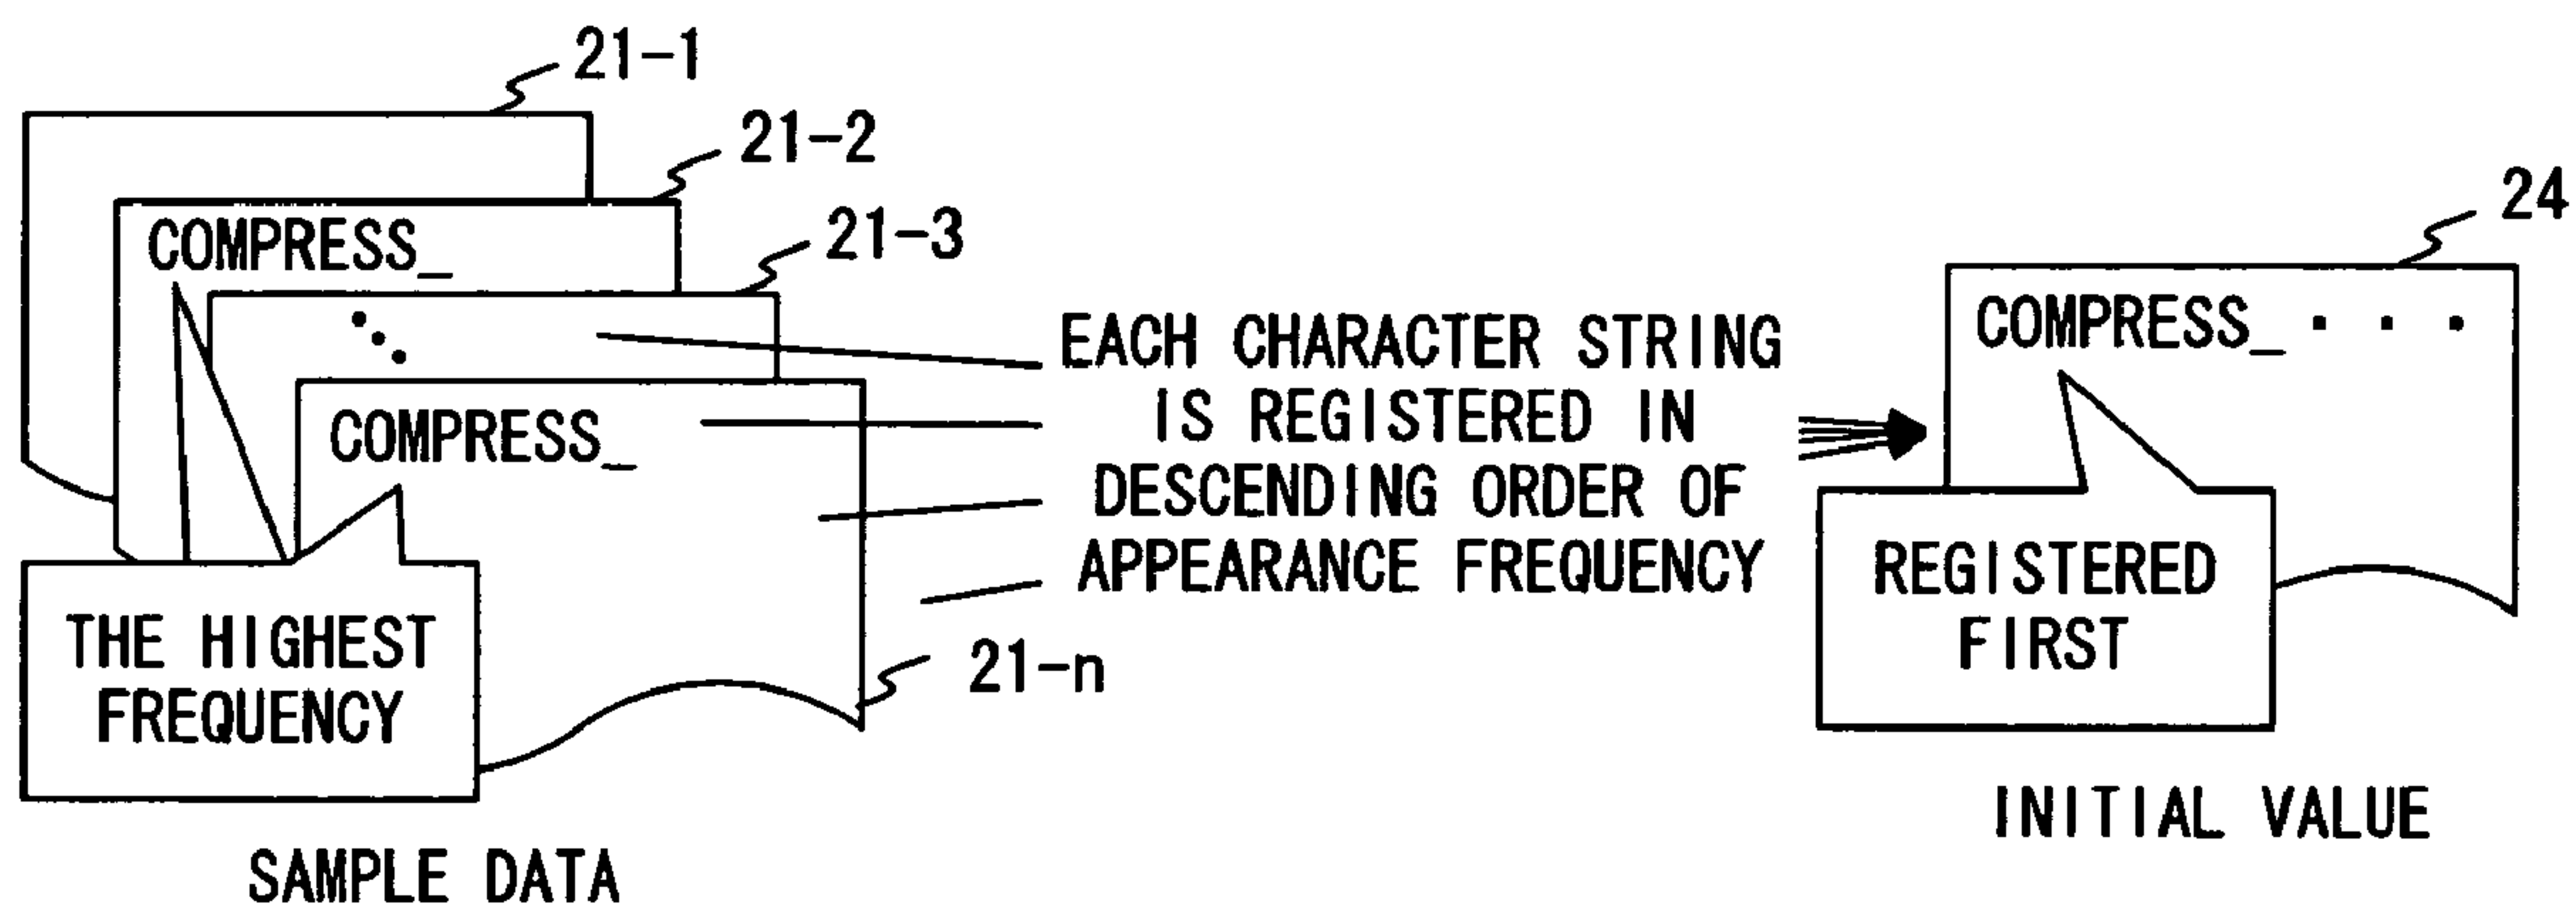 21-1
21-2
COMPRESS_
21-3
COMPRESS_
THE HIGHEST
FREQUENCY
21-n
SAMPLE DATA
EACH CHARACTER STRING
IS REGISTERED IN
DESCENDING ORDER OF
APPEARANCE FREQUENCY
24
COMPRESS_ . . .
REGISTERED
FIRST
INITIAL VALUE